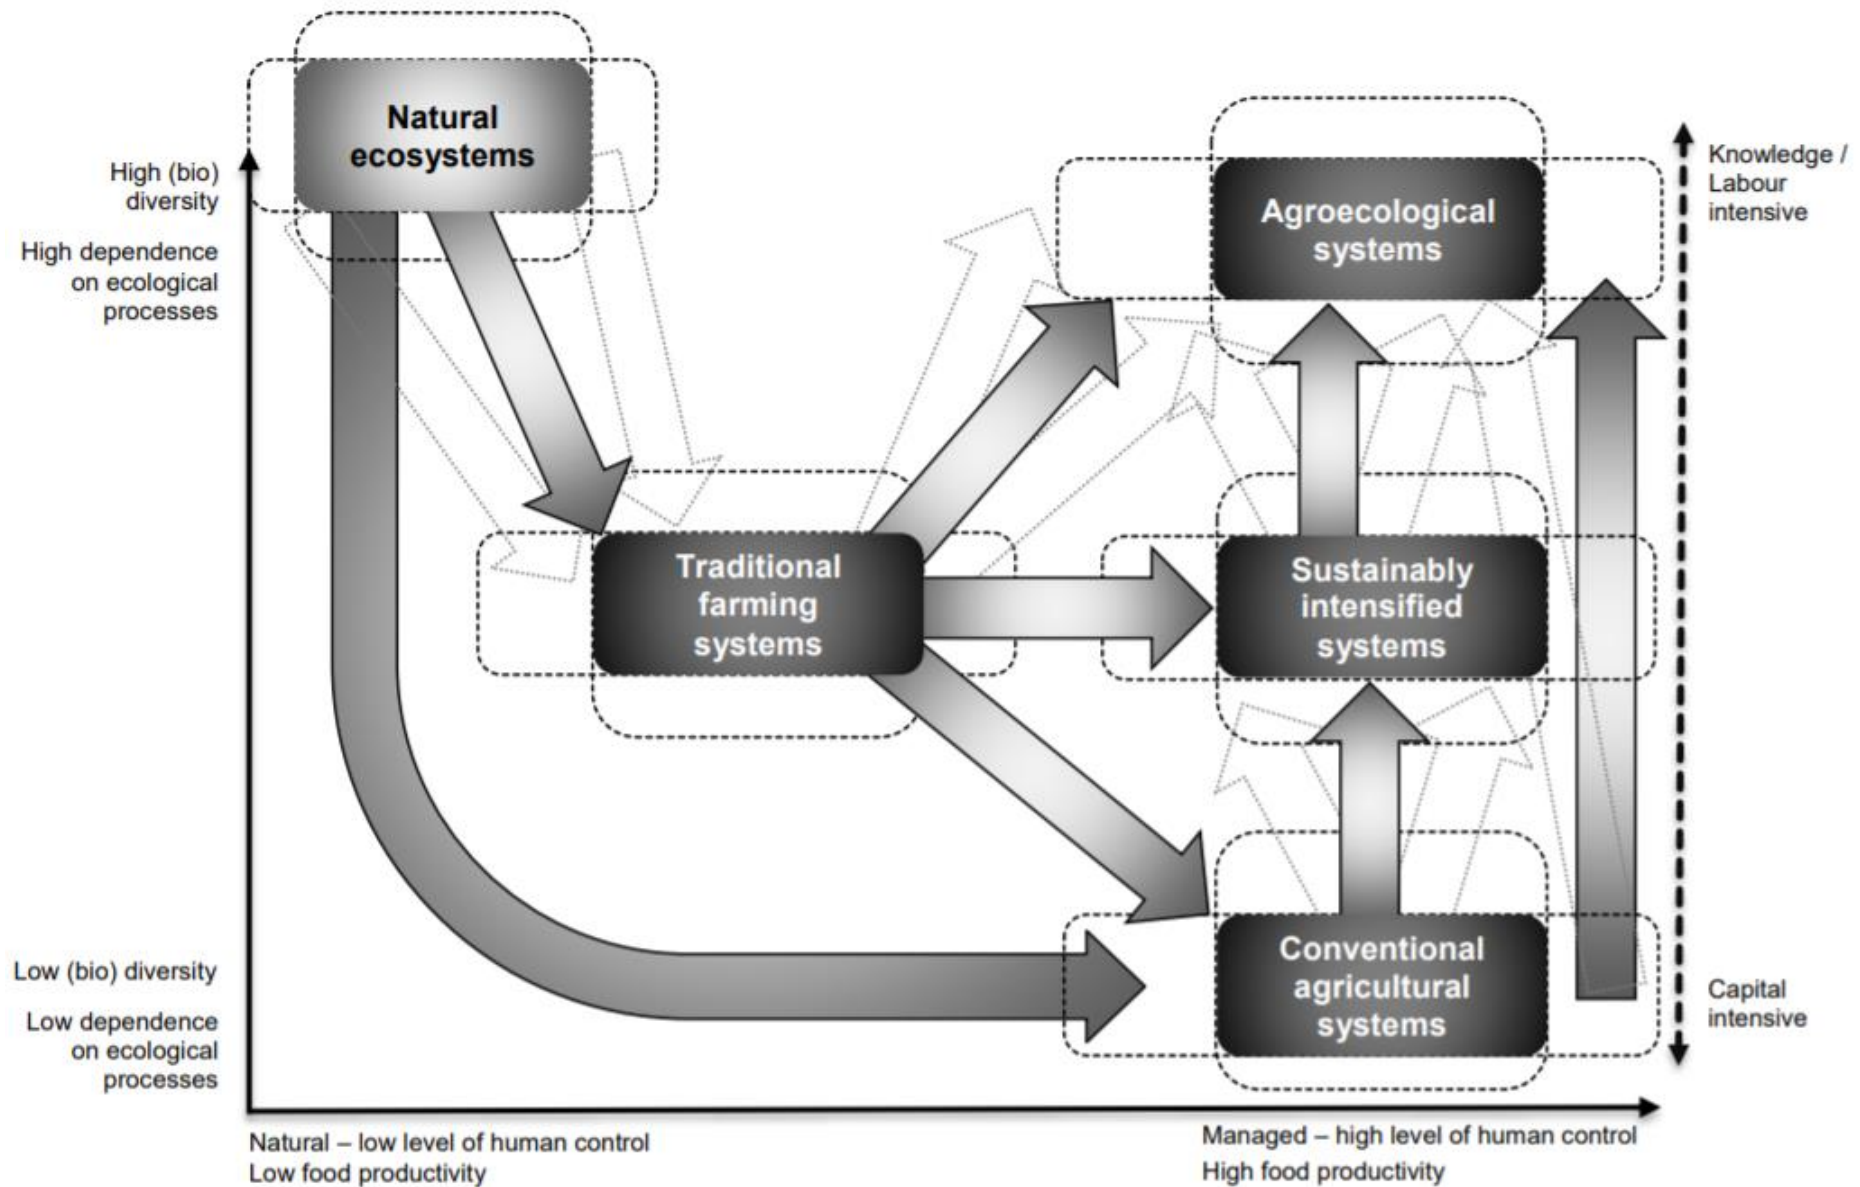 Natural
ecosystems
High (bio)
diversity
High dependence
on ecological
processes
Agroecological
systems
Knowledge /
Labour
intensive
Traditional
farming
systems
Sustainably
intensified
systems
Conventional
agricultural
systems
Low (bio) diversity
Low dependence
on ecological
processes
Capital
intensive
Natural – low level of human control
Low food productivity
Managed – high level of human control
High food productivity